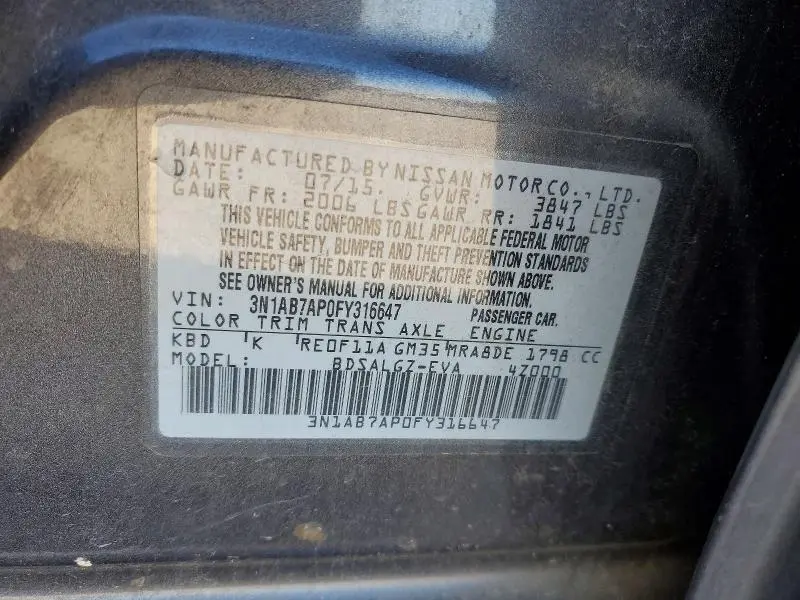 MANUFACTURED BY NISSAN MOTOR CO., LTD.
DATE: 07/15. GVWR: 3847 LBS
GAWR FR: 2006 LBS GAWR RR: 1841 LBS
THIS VEHICLE CONFORMS TO ALL APPLICABLE FEDERAL MOTOR
VEHICLE SAFETY, BUMPER AND THEFT PREVENTION STANDARDS
IN EFFECT ON THE DATE OF MANUFACTURE SHOWN ABOVE.
SEE OWNER'S MANUAL FOR ADDITIONAL INFORMATION.
VIN: 3N1AB7AP0FY316647 PASSENGER CAR.
COLOR TRIM TRANS AXLE ENGINE
KBD K RE0F11A GM35 MRA8DE 1798 CC
MODEL: BDSALGZ-EVA 4Z000
3N1AB7AP0FY316647